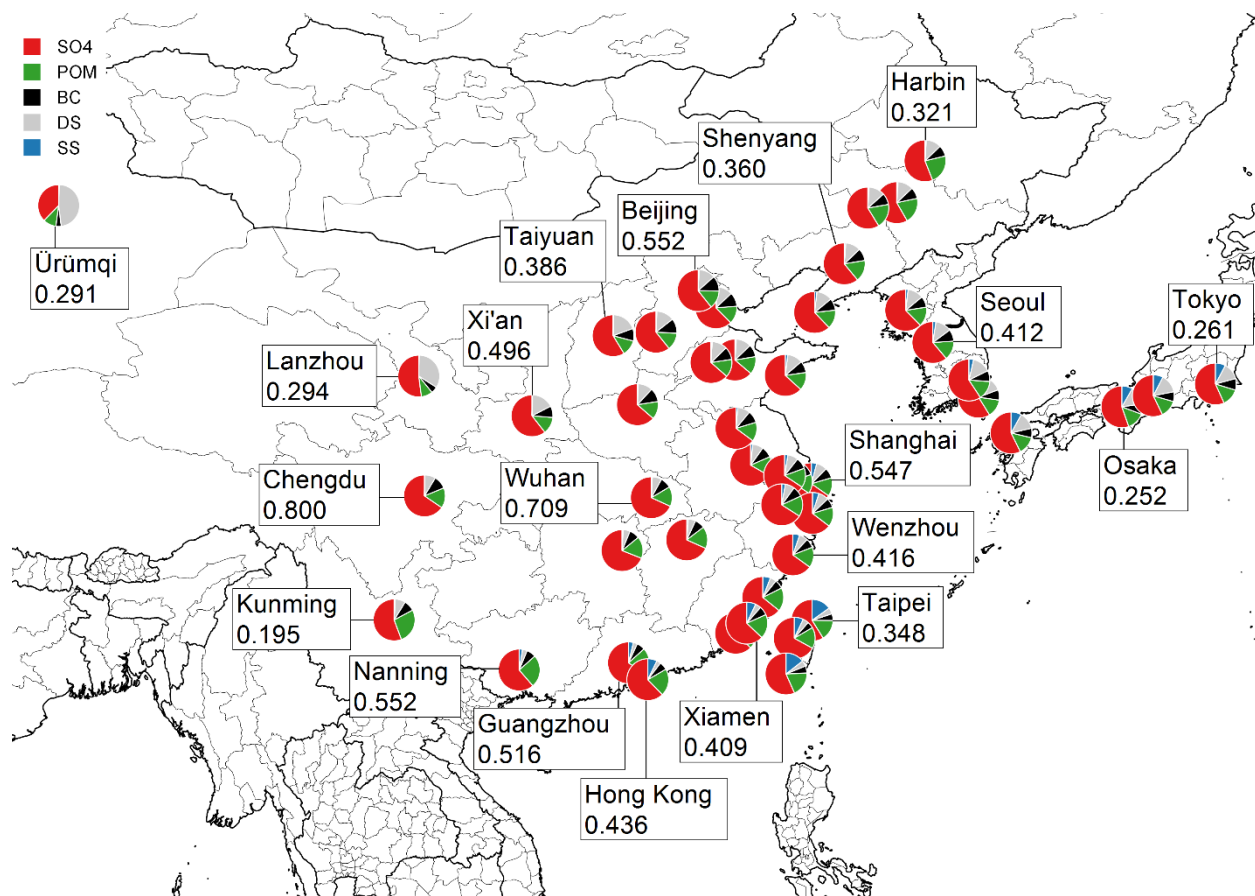 SO4
POM
BC
DS
SS
Harbin
0.321
Shenyang
0.360
Beijing
0.552
Taiyuan
0.386
Ürümqi
0.291
Xi'an
0.496
Seoul
0.412
Tokyo
0.261
Lanzhou
0.294
Shanghai
0.547
Osaka
0.252
Chengdu
0.800
Wuhan
0.709
Wenzhou
0.416
Kunming
0.195
Taipei
0.348
Nanning
0.552
Guangzhou
0.516
Xiamen
0.409
Hong Kong
0.436